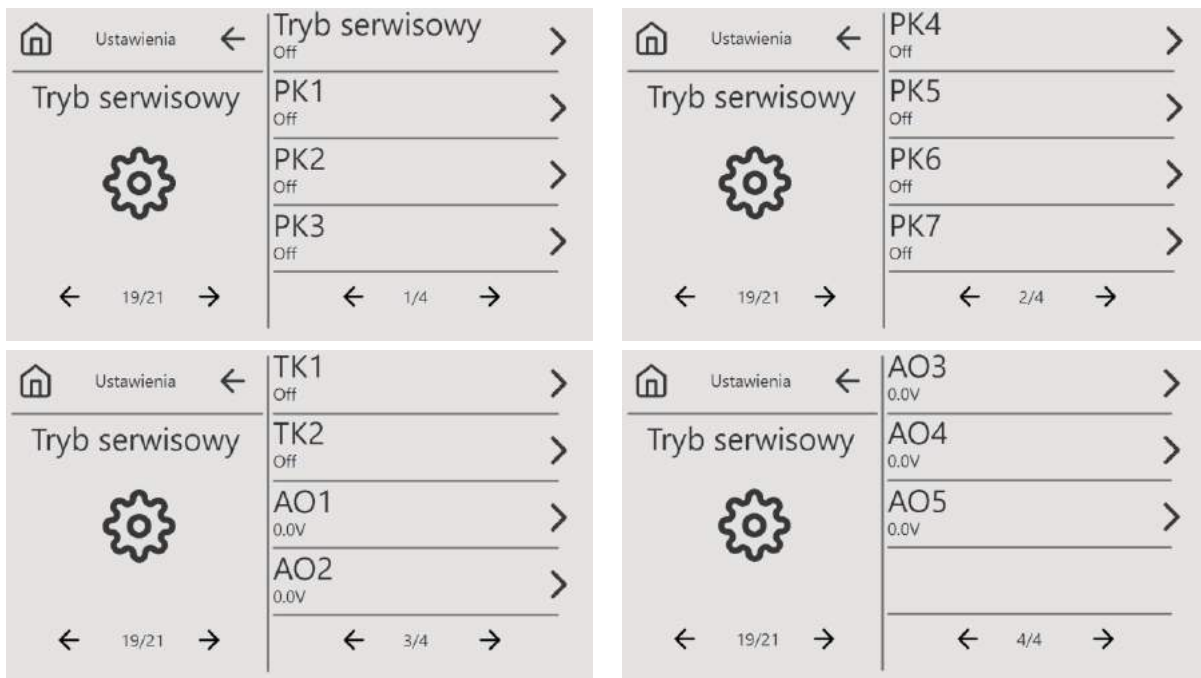 Ustawienia
Tryb serwisowy
19/21
Tryb serwisowy
Off
PK1
Off
PK2
Off
PK3
Off
1/4
Ustawienia
Tryb serwisowy
19/21
PK4
Off
PK5
Off
PK6
Off
PK7
Off
2/4
Ustawienia
Tryb serwisowy
19/21
TK1
Off
TK2
Off
AO1
0.0V
AO2
0.0V
3/4
Ustawienia
Tryb serwisowy
19/21
AO3
0.0V
AO4
0.0V
AO5
0.0V
4/4